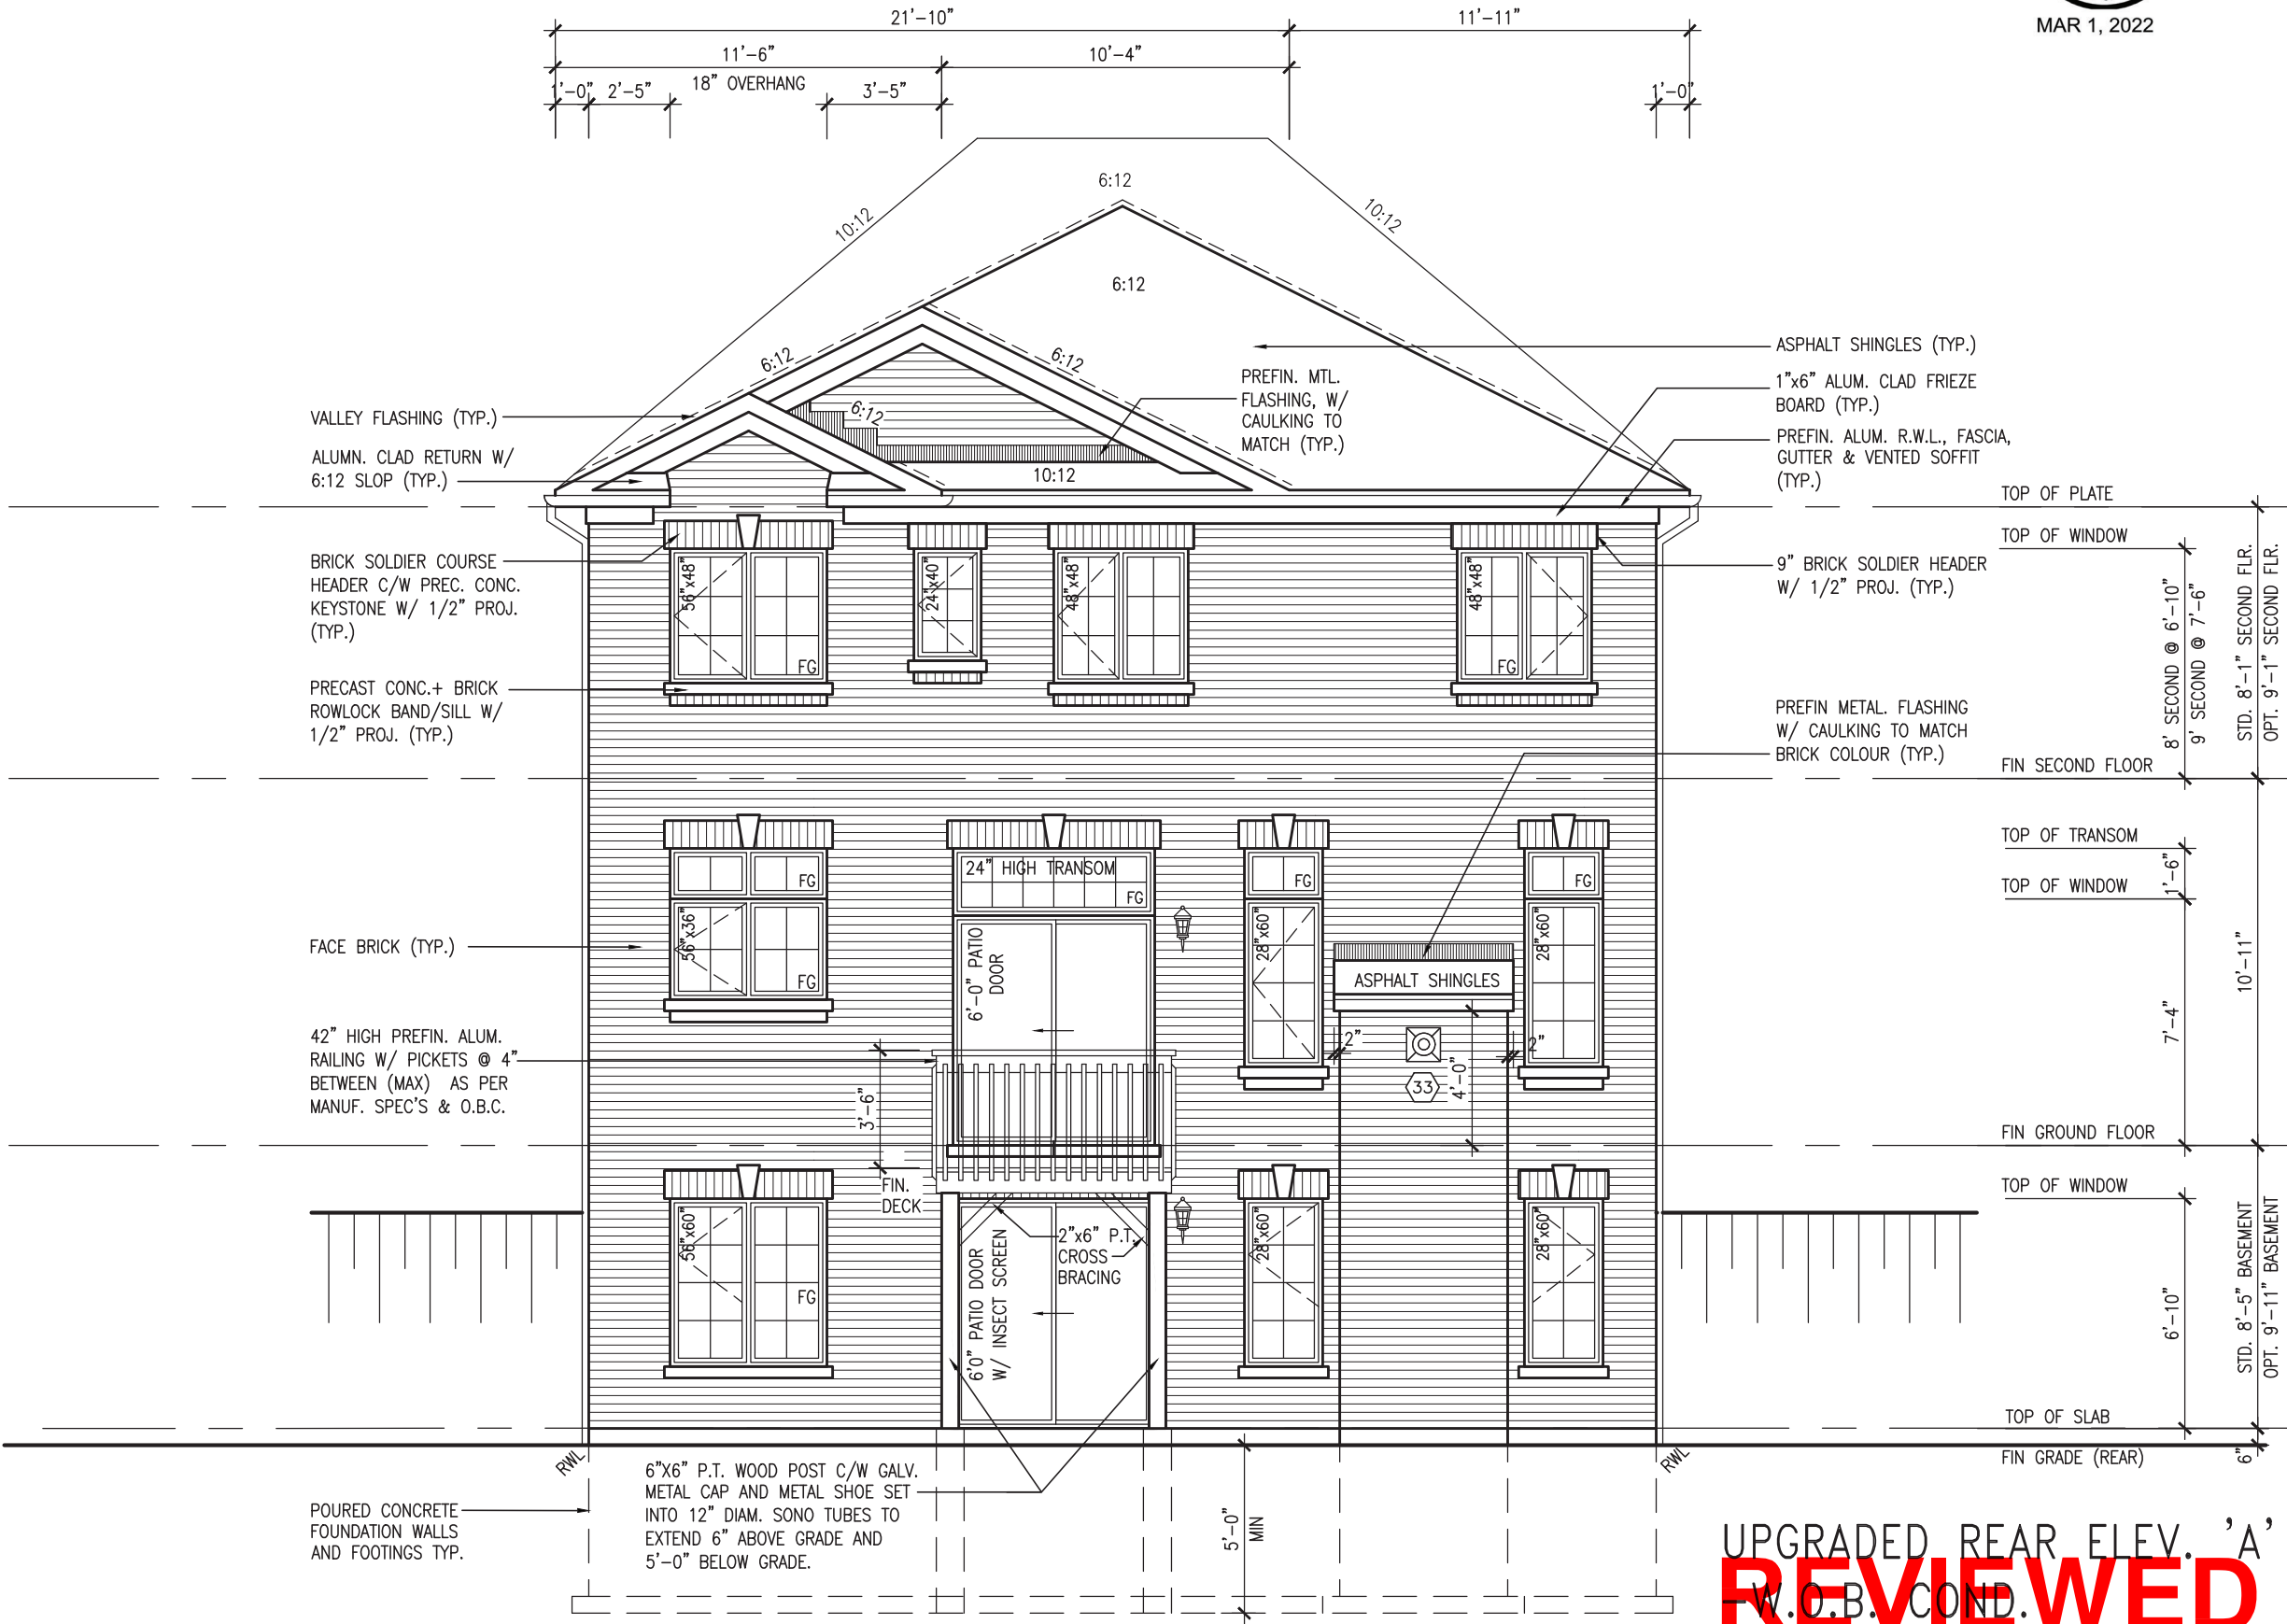 MAR 1, 2022
21'-10"
11'-11"
11'-6"
10'-4"
1'-0"
2'-5"
18" OVERHANG
3'-5"
1'-0"
6:12
10:12
10:12
6:12
6:12
6:12
6:12
10:12
VALLEY FLASHING (TYP.)
ALUMN. CLAD RETURN W/
6:12 SLOP (TYP.)
BRICK SOLDIER COURSE
HEADER C/W PREC. CONC.
KEYSTONE W/ 1/2" PROJ.
(TYP.)
PRECAST CONC.+ BRICK
ROWLOCK BAND/SILL W/
1/2" PROJ. (TYP.)
FACE BRICK (TYP.)
42" HIGH PREFIN. ALUM.
RAILING W/ PICKETS @ 4"
BETWEEN (MAX) AS PER
MANUF. SPEC'S & O.B.C.
POURED CONCRETE
FOUNDATION WALLS
AND FOOTINGS TYP.
PREFIN. MTL.
FLASHING, W/
CAULKING TO
MATCH (TYP.)
ASPHALT SHINGLES (TYP.)
1"x6" ALUM. CLAD FRIEZE
BOARD (TYP.)
PREFIN. ALUM. R.W.L., FASCIA,
GUTTER & VENTED SOFFIT
(TYP.)
9" BRICK SOLDIER HEADER
W/ 1/2" PROJ. (TYP.)
PREFIN METAL. FLASHING
W/ CAULKING TO MATCH
BRICK COLOUR (TYP.)
56"x48"
FG
24"x40"
48"x48"
48"x48"
FG
FG
56"x36"
FG
24" HIGH TRANSOM
FG
6'-0" PATIO
DOOR
FG
28"x60"
FG
28"x60"
ASPHALT SHINGLES
2"
2"
33
4'-0"
3'-6"
FIN.
DECK
56"x60"
FG
6'0" PATIO DOOR
W/ INSECT SCREEN
2"x6" P.T.
CROSS
BRACING
28"x60"
28"x60"
RWL
RWL
6"X6" P.T. WOOD POST C/W GALV.
METAL CAP AND METAL SHOE SET
INTO 12" DIAM. SONO TUBES TO
EXTEND 6" ABOVE GRADE AND
5'-0" BELOW GRADE.
5'-0"
MIN
TOP OF PLATE
TOP OF WINDOW
8' SECOND @ 6'-10"
9' SECOND @ 7'-6"
STD. 8'-1" SECOND FLR.
OPT. 9'-1" SECOND FLR.
FIN SECOND FLOOR
TOP OF TRANSOM
1'-6"
TOP OF WINDOW
7'-4"
10'-11"
FIN GROUND FLOOR
TOP OF WINDOW
6'-10"
STD. 8'-5" BASEMENT
OPT. 9'-11" BASEMENT
TOP OF SLAB
FIN GRADE (REAR)
6"
UPGRADED REAR ELEV. 'A'
-W.O.B. COND.
REVIEWED